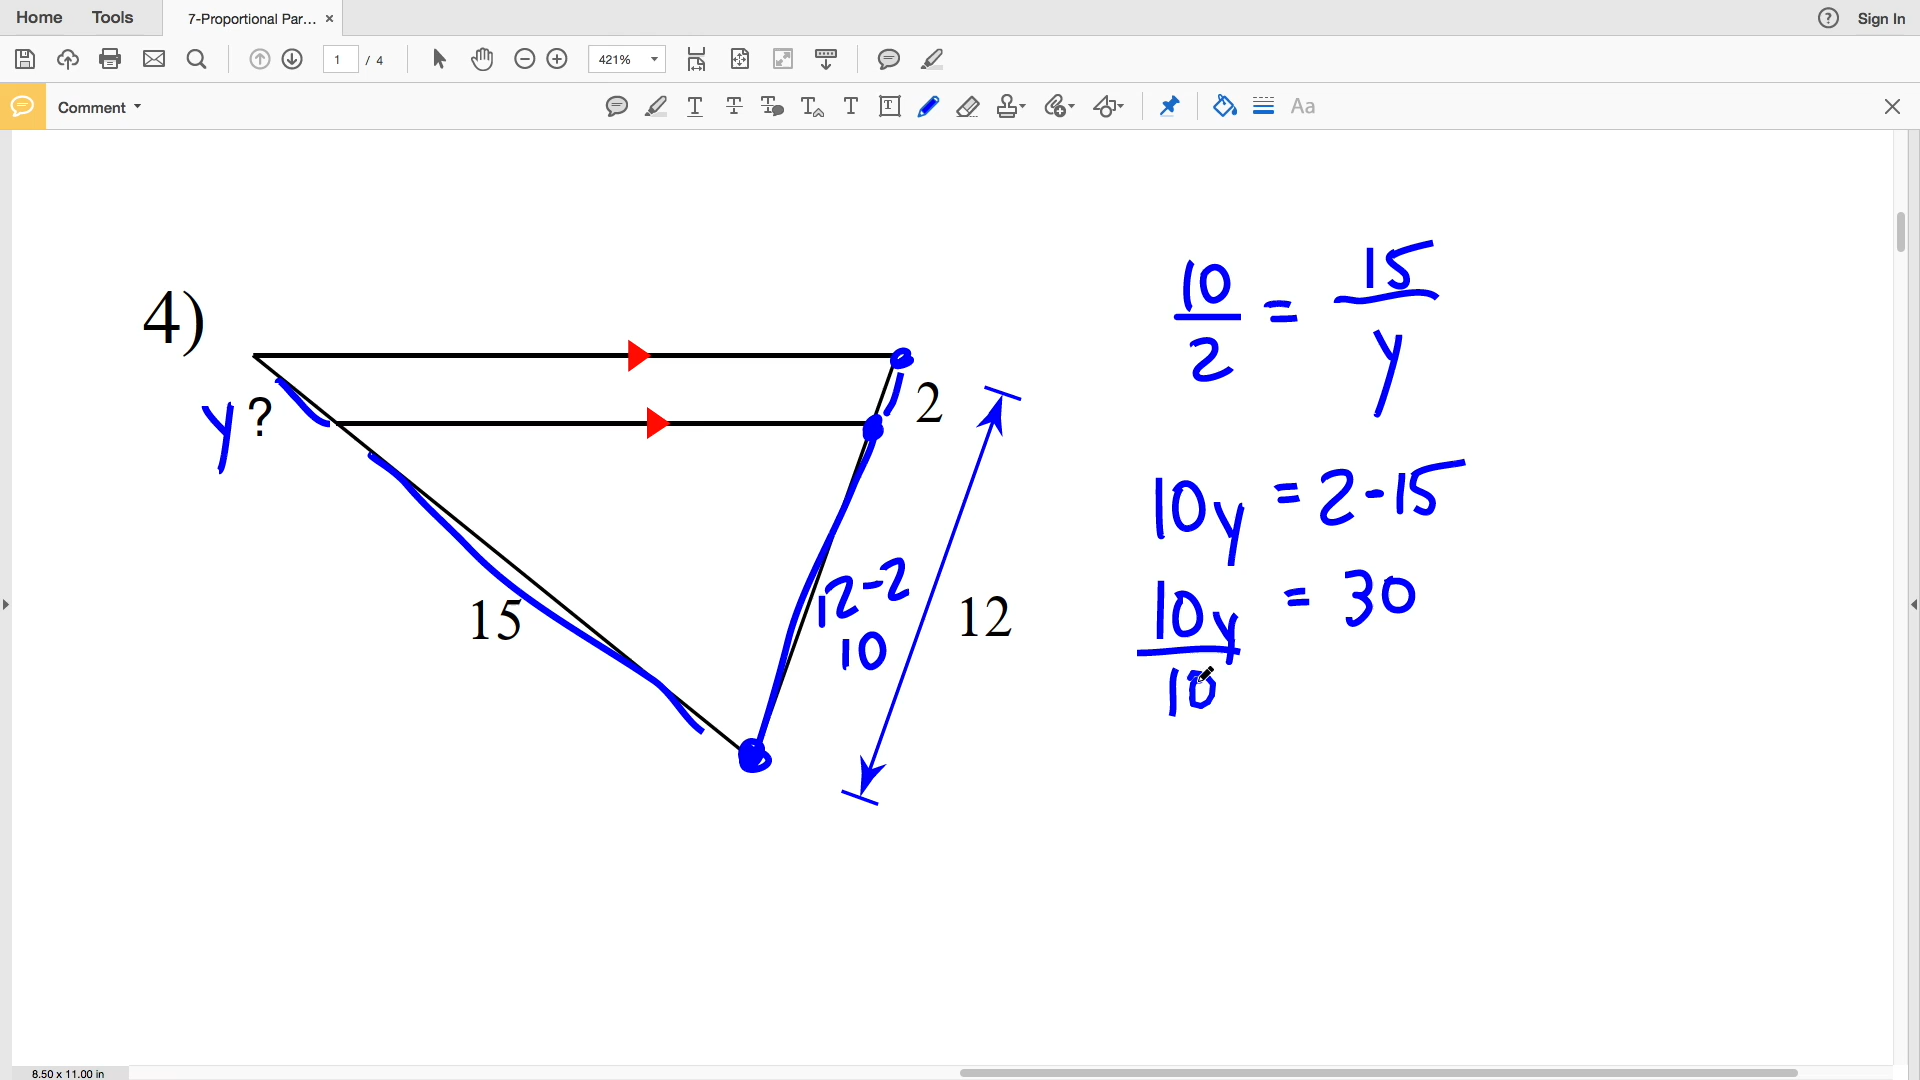 Home Tools 7-Proportional Par... × ? Sign In
1 / 4 421%
Comment Aa
4)
2
y ?
12
15
12-2
10
10/2 = 15/y
10y = 2-15
10y = 30
10
8.50 x 11.00 in